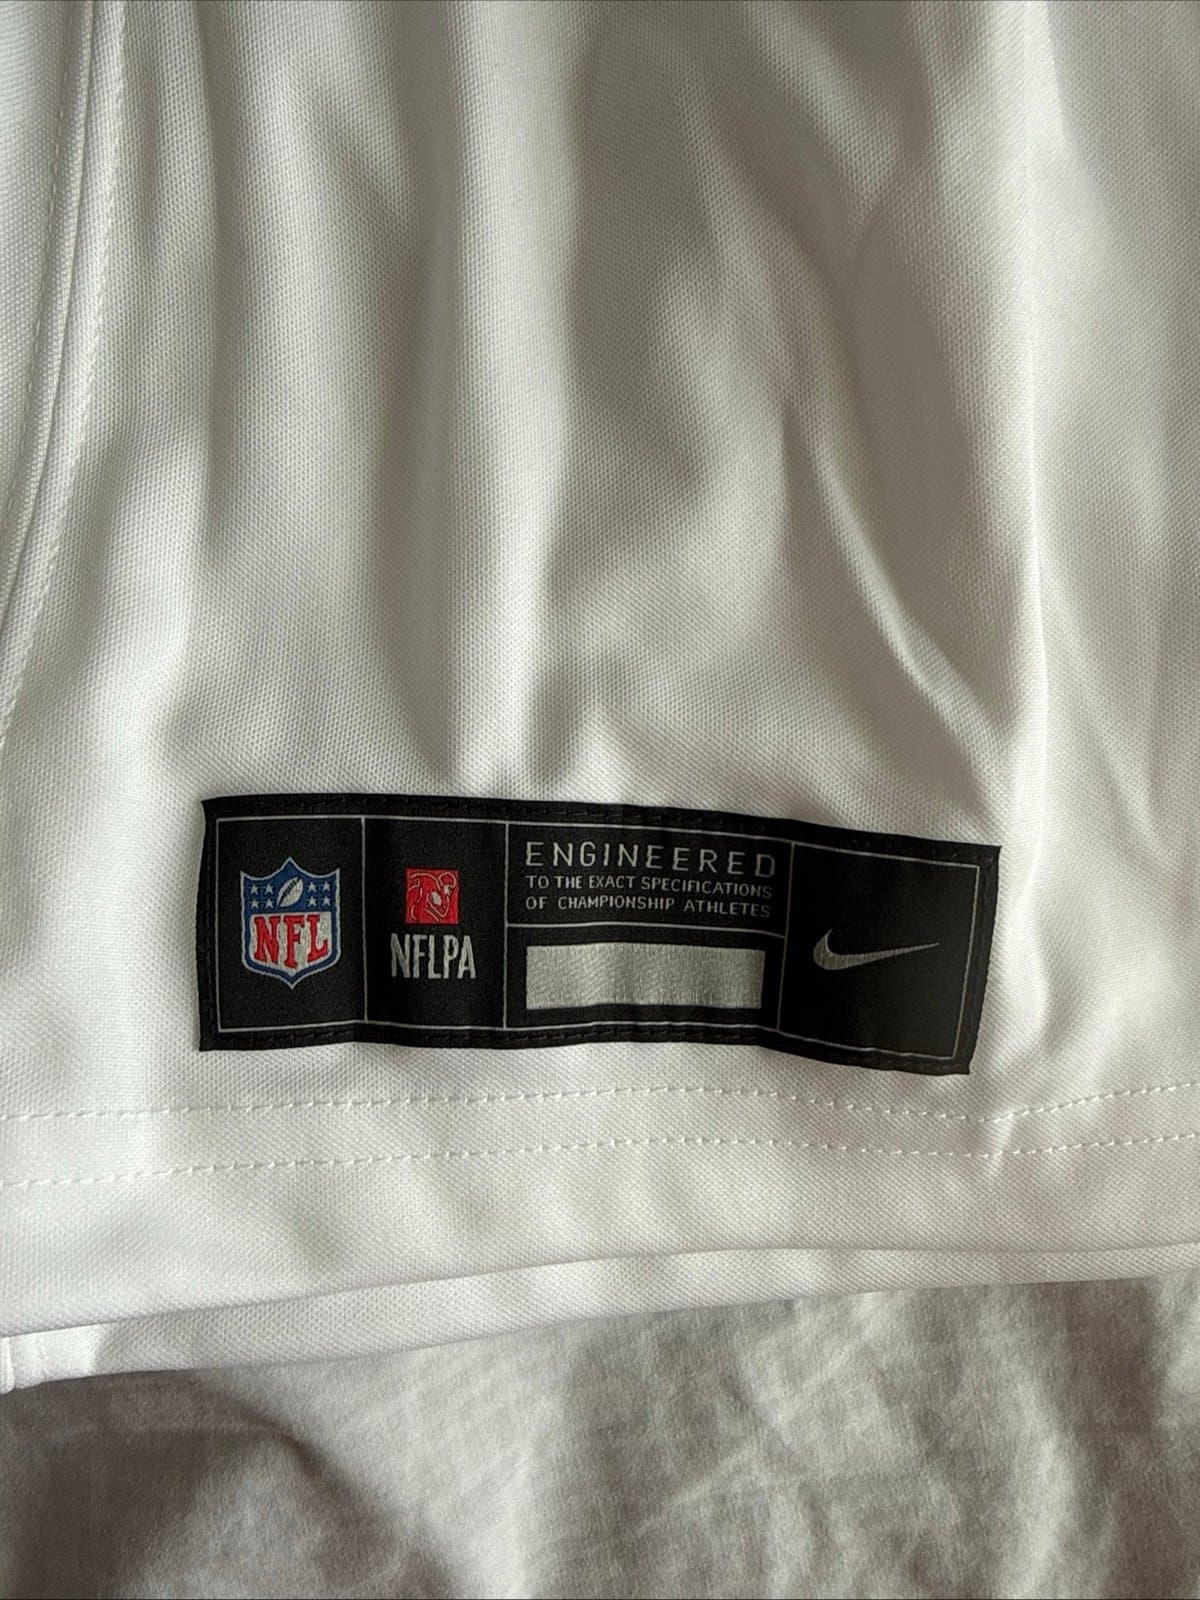 NFL
NFLPA
ENGINEERED
TO THE EXACT SPECIFICATIONS
OF CHAMPIONSHIP ATHLETES